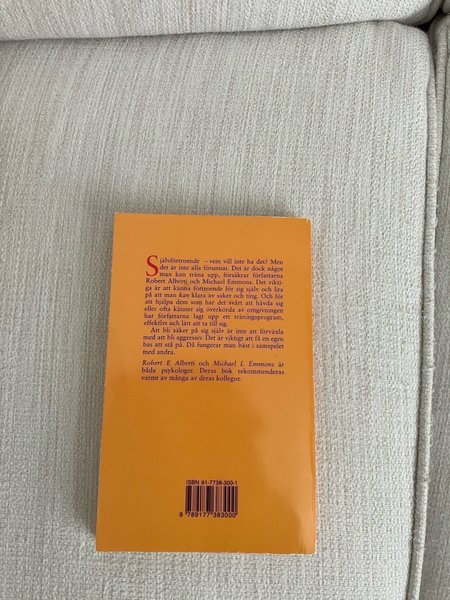 Självförtroende – vem vill inte ha det? Men
det är inte alla förunnat. Det är dock något
man kan träna upp, försäkrar författarna
Robert Alberti och Michael Emmons. Det vikti-
ga är att känna förtroende för sig själv och lita
på att man kan klara av saker och ting. Och för
att hjälpa dem som har det svårt att hävda sig
eller ofta känner sig överkörda av omgivningen
har författarna lagt upp ett träningsprogram,
effektivt och lätt att ta till sig.
Att bli säker på sig själv är inte att förväxla
med att bli aggressiv. Det är viktigt att få en egen
bas att stå på. Då fungerar man bäst i samspelet
med andra.
Robert E Alberti och Michael L Emmons är
båda psykologer. Deras bok rekommenderas
varmt av många av deras kollegor.
ISBN 91-7738-300-1
9 789177 383000